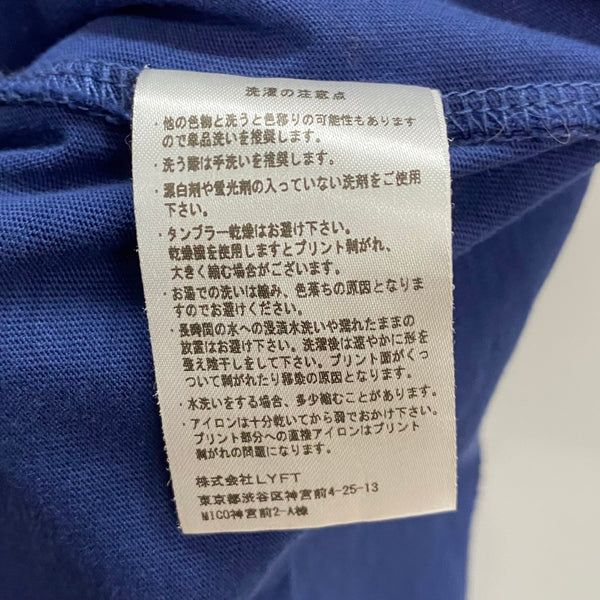 洗濯の注意点
・他の色物と洗うと色移りの可能性もあります
ので単品洗いを推奨します。
・洗う際は手洗いを推奨します。
・漂白剤や蛍光剤の入っていない洗剤をご使用
下さい。
・タンブラー乾燥はお避け下さい。
乾燥機を使用しますとプリント剥がれ、
大きく縮む場合がございます。
・お湯での洗いは縮み、色落ちの原因となりま
すのでお避けください。
・長時間の水への浸漬水洗いや濡れたままの
放置はお避け下さい。洗濯後は速やかに形を
整え陰干しをして下さい。プリント面がくっ
ついて剥がれたり移染の原因となります。
・水洗いをする場合、多少縮むことがあります。
・アイロンは十分乾いてから弱でおかけ下さい。
プリント部分への直接アイロンはプリント
剥がれの問題になります。
株式会社LYFT
東京都渋谷区神宮前4-25-13
MICO神宮前2-A棟